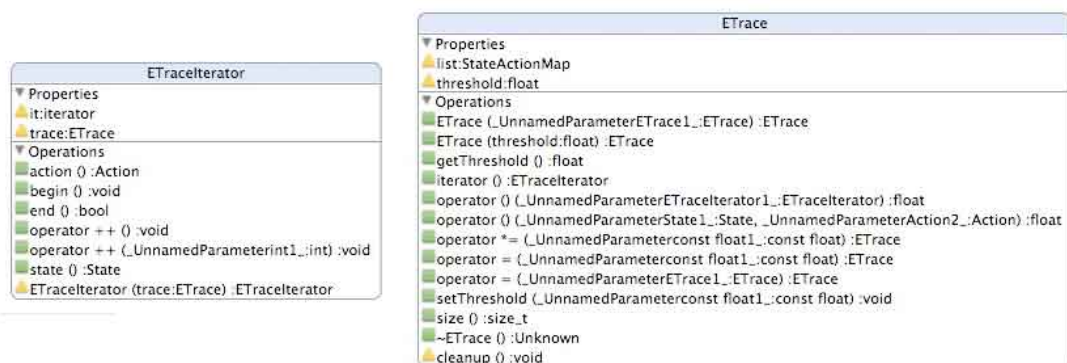 ETraceIterator
Properties
it:iterator
trace:ETrace
Operations
action () :Action
begin () :void
end () :bool
operator ++ () :void
operator ++ (_UnnamedParameterint1_:int) :void
state () :State
ETraceIterator (trace:ETrace) :ETraceIterator
ETrace
Properties
list:StateActionMap
threshold:float
Operations
ETrace (_UnnamedParameterETrace1_:ETrace) :ETrace
ETrace (threshold:float) :ETrace
getThreshold () :float
iterator () :ETraceIterator
operator () (_UnnamedParameterETraceIterator1_:ETraceIterator) :float
operator () (_UnnamedParameterState1_:State, _UnnamedParameterAction2_:Action) :float
operator *= (_UnnamedParameterconst float1_:const float) :ETrace
operator = (_UnnamedParameterconst float1_:const float) :ETrace
operator = (_UnnamedParameterETrace1_:ETrace) :ETrace
setThreshold (_UnnamedParameterconst float1_:const float) :void
size () :size_t
~ETrace () :Unknown
cleanup () :void